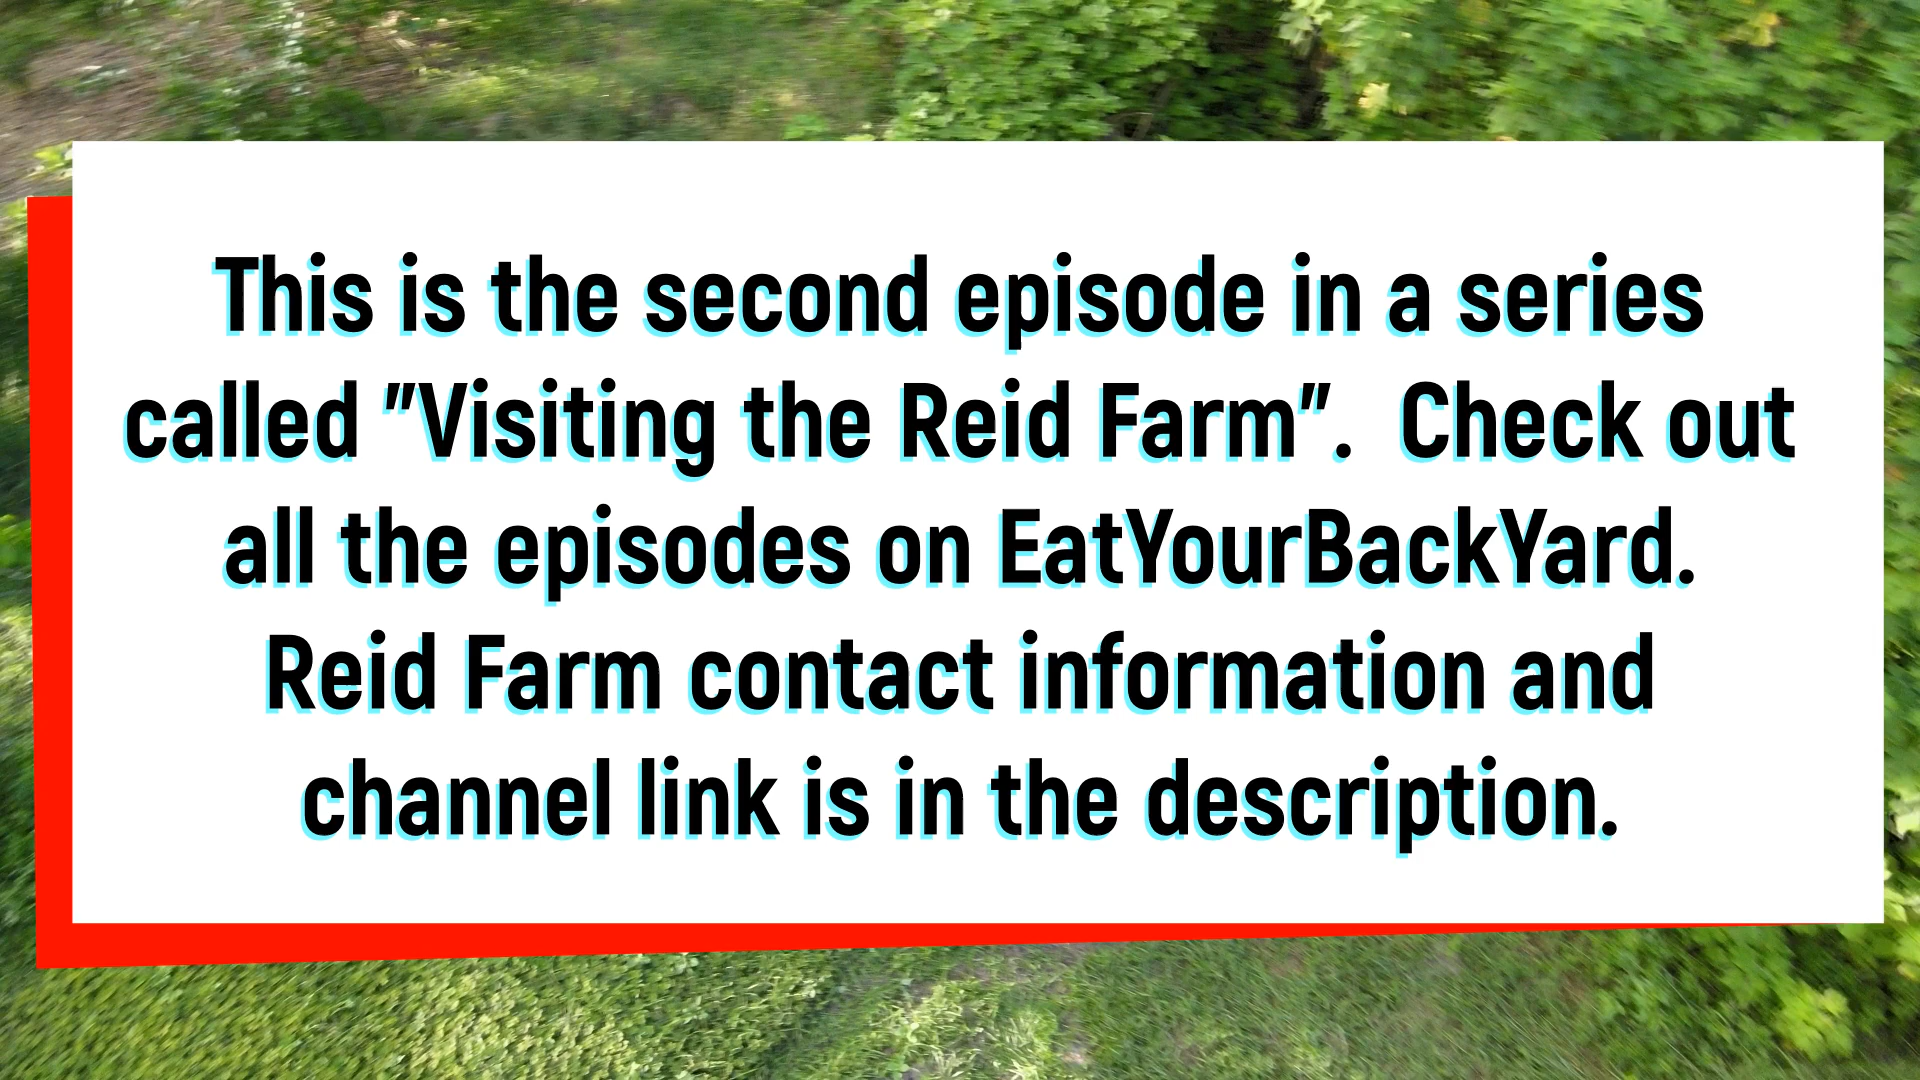 This is the second episode in a series
called "Visiting the Reid Farm".  Check out
all the episodes on EatYourBackYard.
Reid Farm contact information and
channel link is in the description.